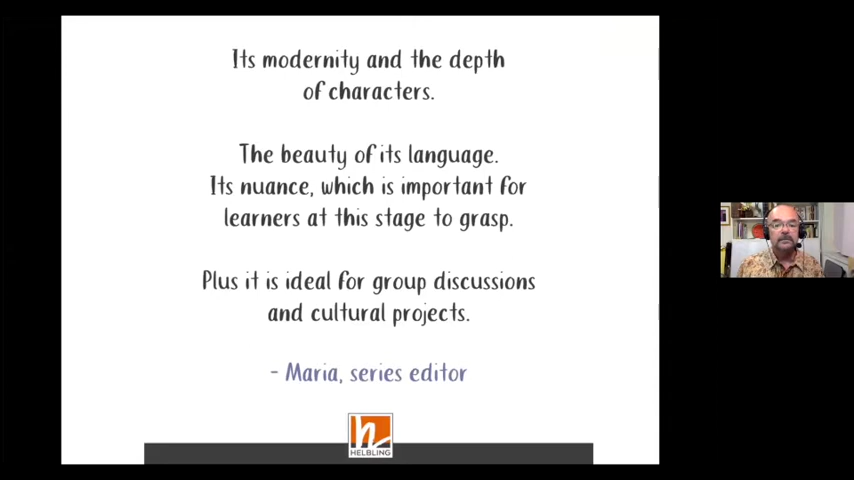 Its modernity and the depth
of characters.
The beauty of its language.
Its nuance, which is important for
learners at this stage to grasp.
Plus it is ideal for group discussions
and cultural projects.
- Maria, series editor
h
HELBLING